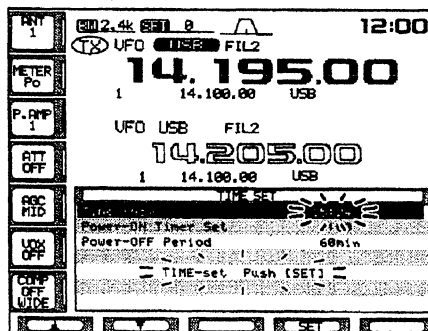 ANT
1
BW 2.4k SFT 0
12:00
TX VFO USB FIL2
METER
Po
14.195.00
1 14.100.00 USB
P.AMP
1
VFO USB FIL2
ATT
OFF
14.205.00
1 14.100.00 USB
TIME SET
AGC
MID
Power-ON Timer Set
VOX
OFF
Power-OFF Period 60min
TIME-set Push [SET]
COMP
OFF
WIDE
SET